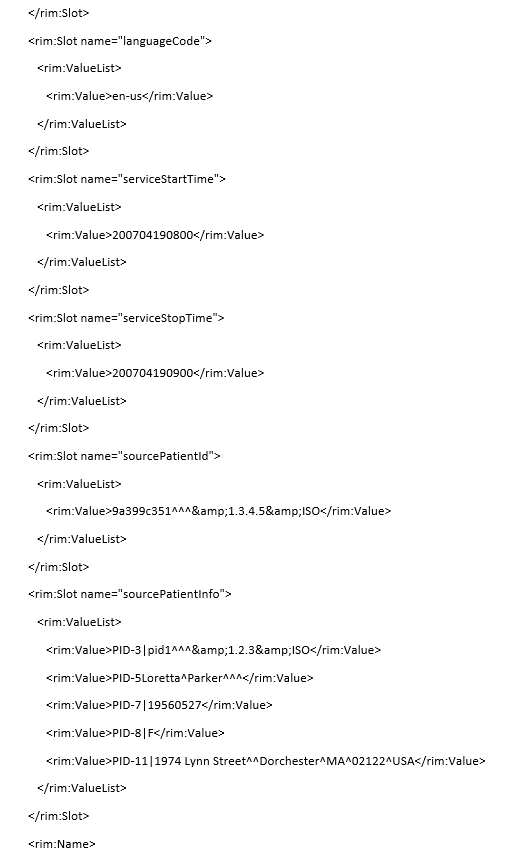 </rim:Slot>
<rim:Slot name="languageCode">
<rim:ValueList>
<rim:Value>en-us</rim:Value>
</rim:ValueList>
</rim:Slot>
<rim:Slot name="serviceStartTime">
<rim:ValueList>
<rim:Value>200704190800</rim:Value>
</rim:ValueList>
</rim:Slot>
<rim:Slot name="serviceStopTime">
<rim:ValueList>
<rim:Value>200704190900</rim:Value>
</rim:ValueList>
</rim:Slot>
<rim:Slot name="sourcePatientId">
<rim:ValueList>
<rim:Value>9a399c351^^^&amp;1.3.4.5&amp;ISO</rim:Value>
</rim:ValueList>
</rim:Slot>
<rim:Slot name="sourcePatientInfo">
<rim:ValueList>
<rim:Value>PID-3|pid1^^^&amp;1.2.3&amp;ISO</rim:Value>
<rim:Value>PID-5Loretta^Parker^^^</rim:Value>
<rim:Value>PID-7|19560527</rim:Value>
<rim:Value>PID-8|F</rim:Value>
<rim:Value>PID-11|1974 Lynn Street^^Dorchester^MA^02122^USA</rim:Value>
</rim:ValueList>
</rim:Slot>
<rim:Name>